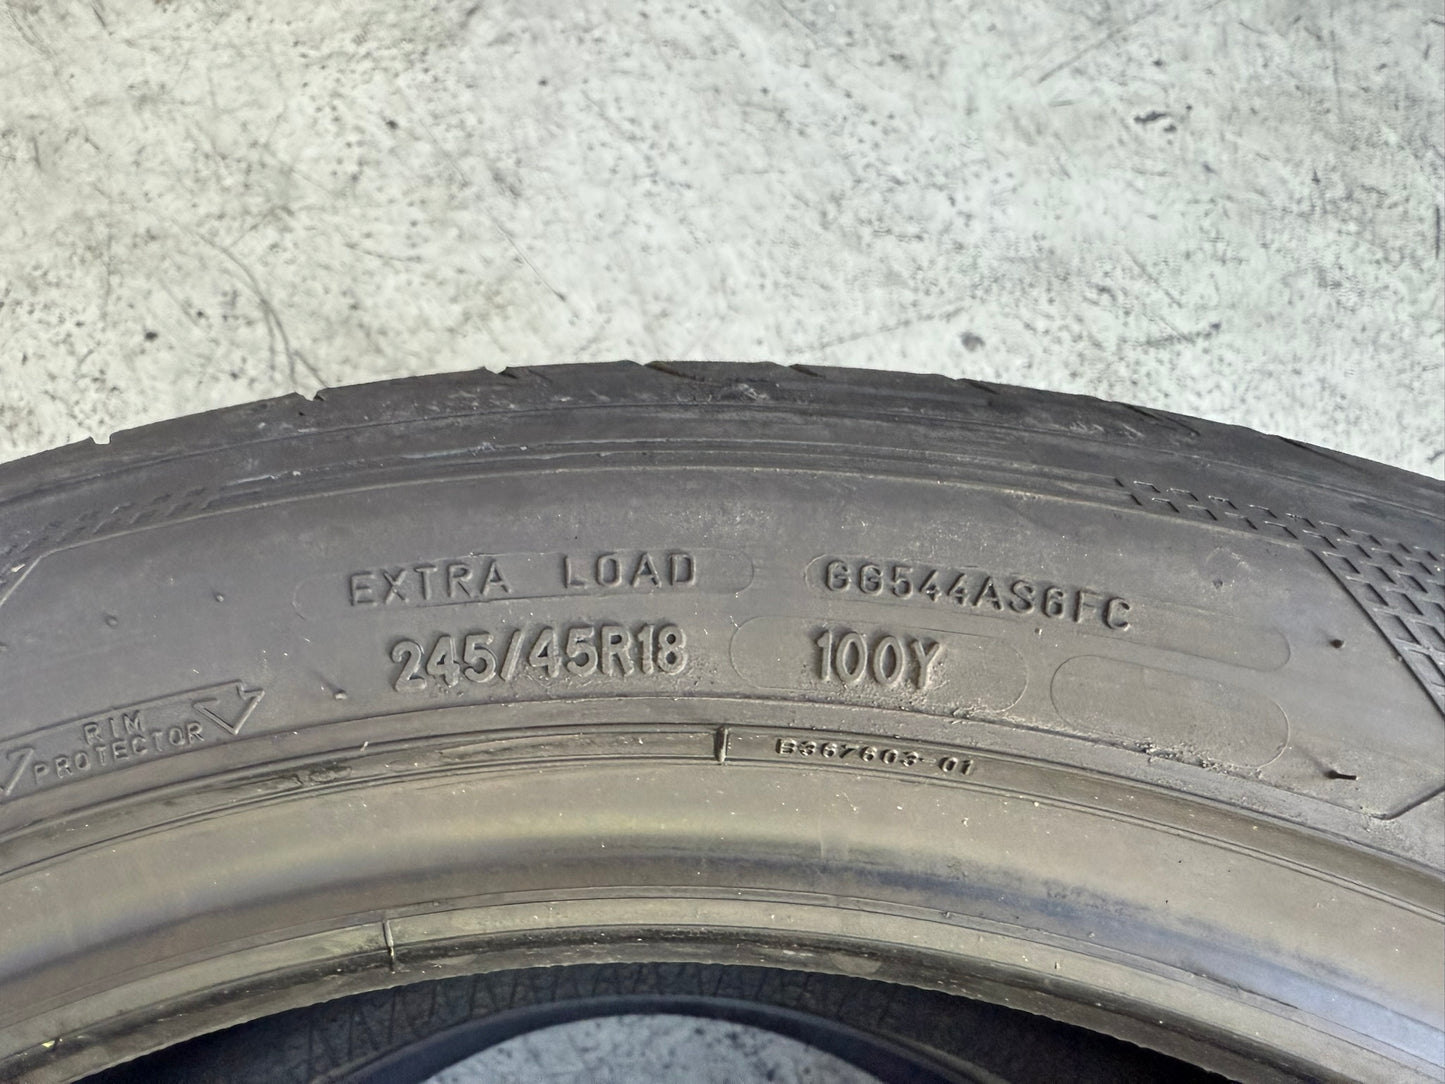 EXTRA LOAD GG544AS6FC
245/45R18 100Y
RIM
PROTECTOR
B367603-01